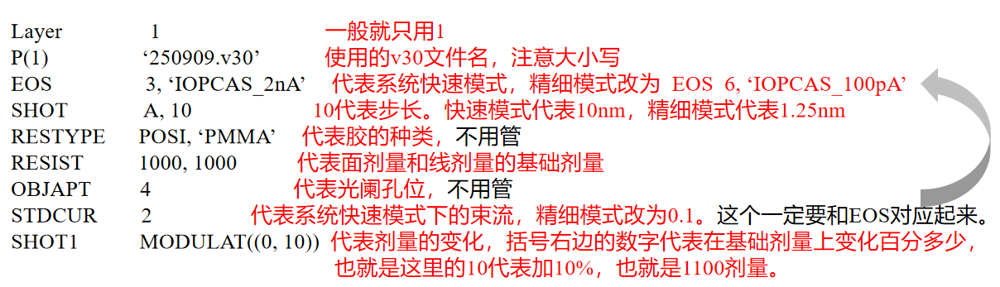 Layer 1 一般就只用1
P(1) ‘250909.v30’ 使用的v30文件名，注意大小写
EOS 3, ‘IOPCAS_2nA’ 代表系统快速模式，精细模式改为 EOS 6, ‘IOPCAS_100pA’
SHOT A, 10 10代表步长。快速模式代表10nm，精细模式代表1.25nm
RESTYPE POSI, ‘PMMA’ 代表胶的种类，不用管
RESIST 1000, 1000 代表面剂量和线剂量的基础剂量
OBJAPT 4 代表光阑孔位，不用管
STDCUR 2 代表系统快速模式下的束流，精细模式改为0.1。这个一定要和EOS对应起来。
SHOT1 MODULAT((0, 10)) 代表剂量的变化，括号右边的数字代表在基础剂量上变化百分多少，
也就是这里的10代表加10%，也就是1100剂量。